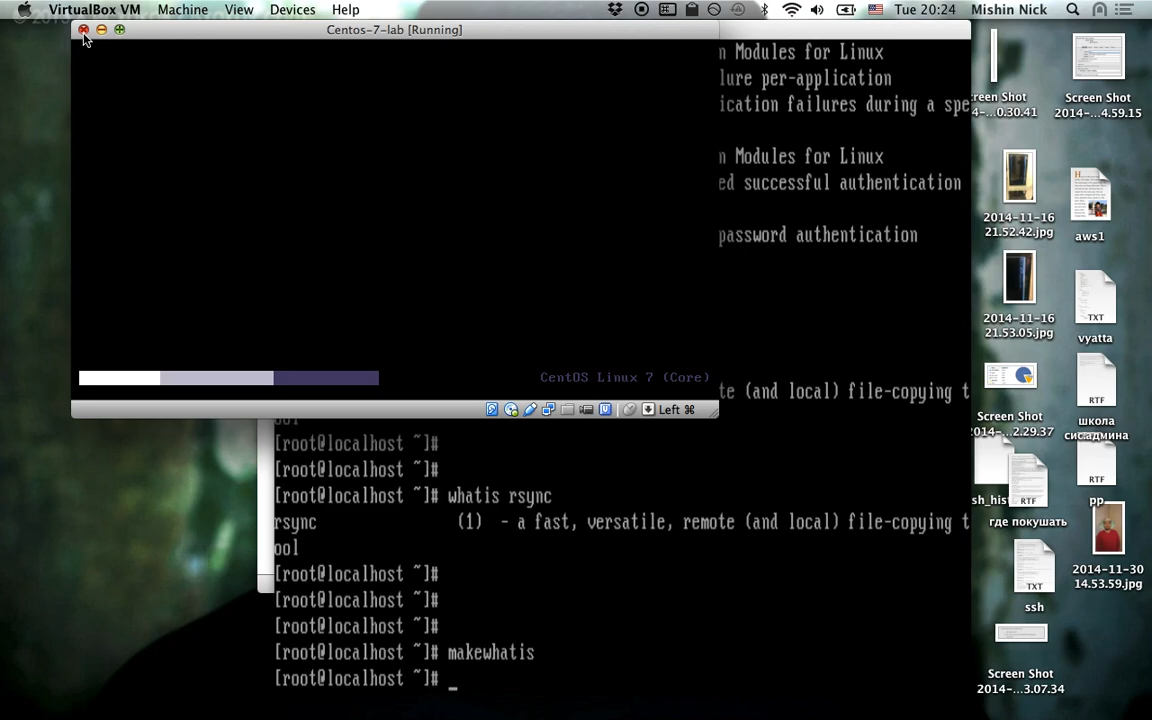 VirtualBox VM Machine View Devices Help
Tue 20:24 Mishin Nick
Centos-7-lab [Running]
n Modules for Linux
lure per-application
ication failures during a spe
n Modules for Linux
ed successful authentication
password authentication
CentOS Linux 7 (Core)
te (and local) file-copying t
Left ⌘
ool
[root@localhost ~]#
[root@localhost ~]#
[root@localhost ~]# whatis rsync
rsync (1) - a fast, versatile, remote (and local) file-copying t
ool
[root@localhost ~]#
[root@localhost ~]#
[root@localhost ~]#
[root@localhost ~]# makewhatis
[root@localhost ~]# _
reen Shot
-...0.30.41
Screen Shot
2014-...4.59.15
2014-11-16
21.52.42.jpg
aws1
2014-11-16
21.53.05.jpg
TXT
vyatta
Screen Shot
2014-...2.29.37
RTF
школа
сисадмина
sh_his
RTF
где покушать
RTF
pp
TXT
ssh
2014-11-30
14.53.59.jpg
Screen Shot
2014-...3.07.34